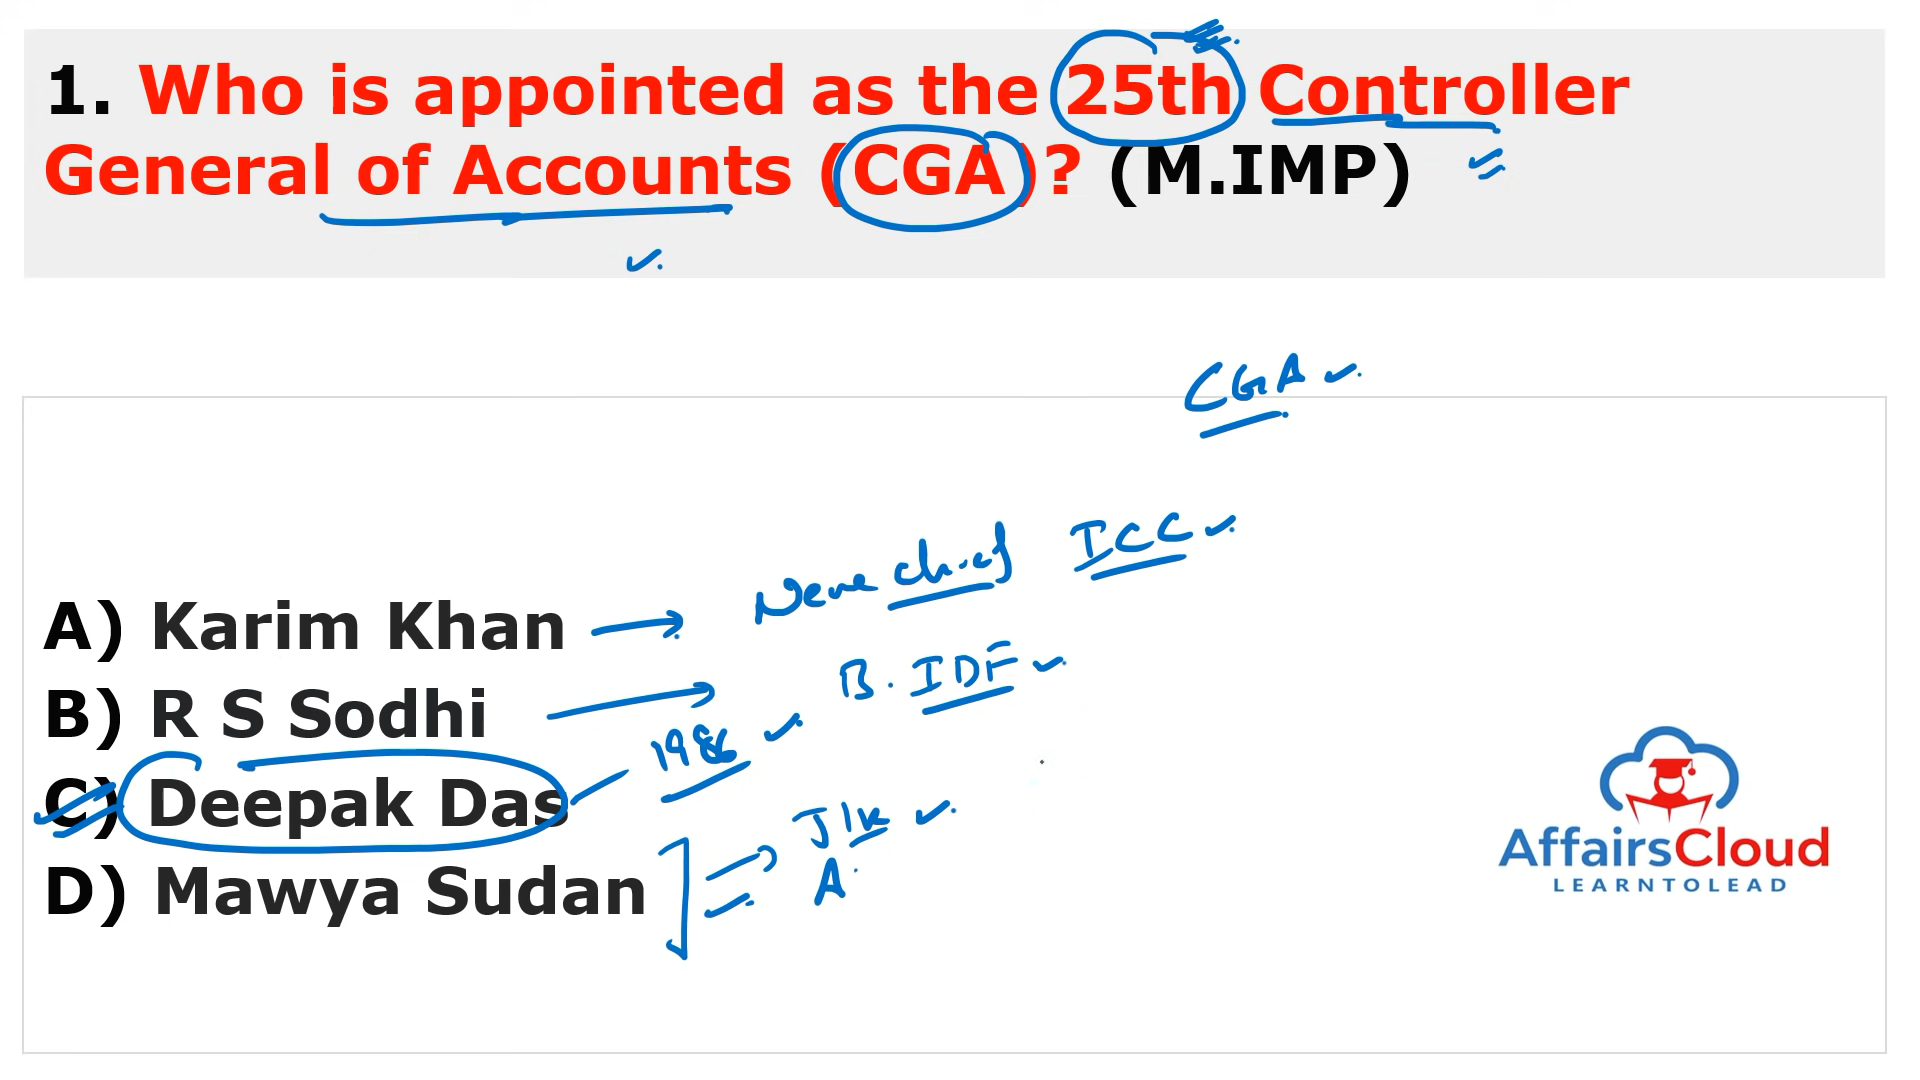 1. Who is appointed as the 25th Controller
General of Accounts (CGA)? (M.IMP)
CGA
chief ICC
A) Karim Khan
B. IDF
B) R S Sodhi
1986
C) Deepak Das
J/K
A
D) Mawya Sudan
AffairsCloud
LEARNTOLEAD